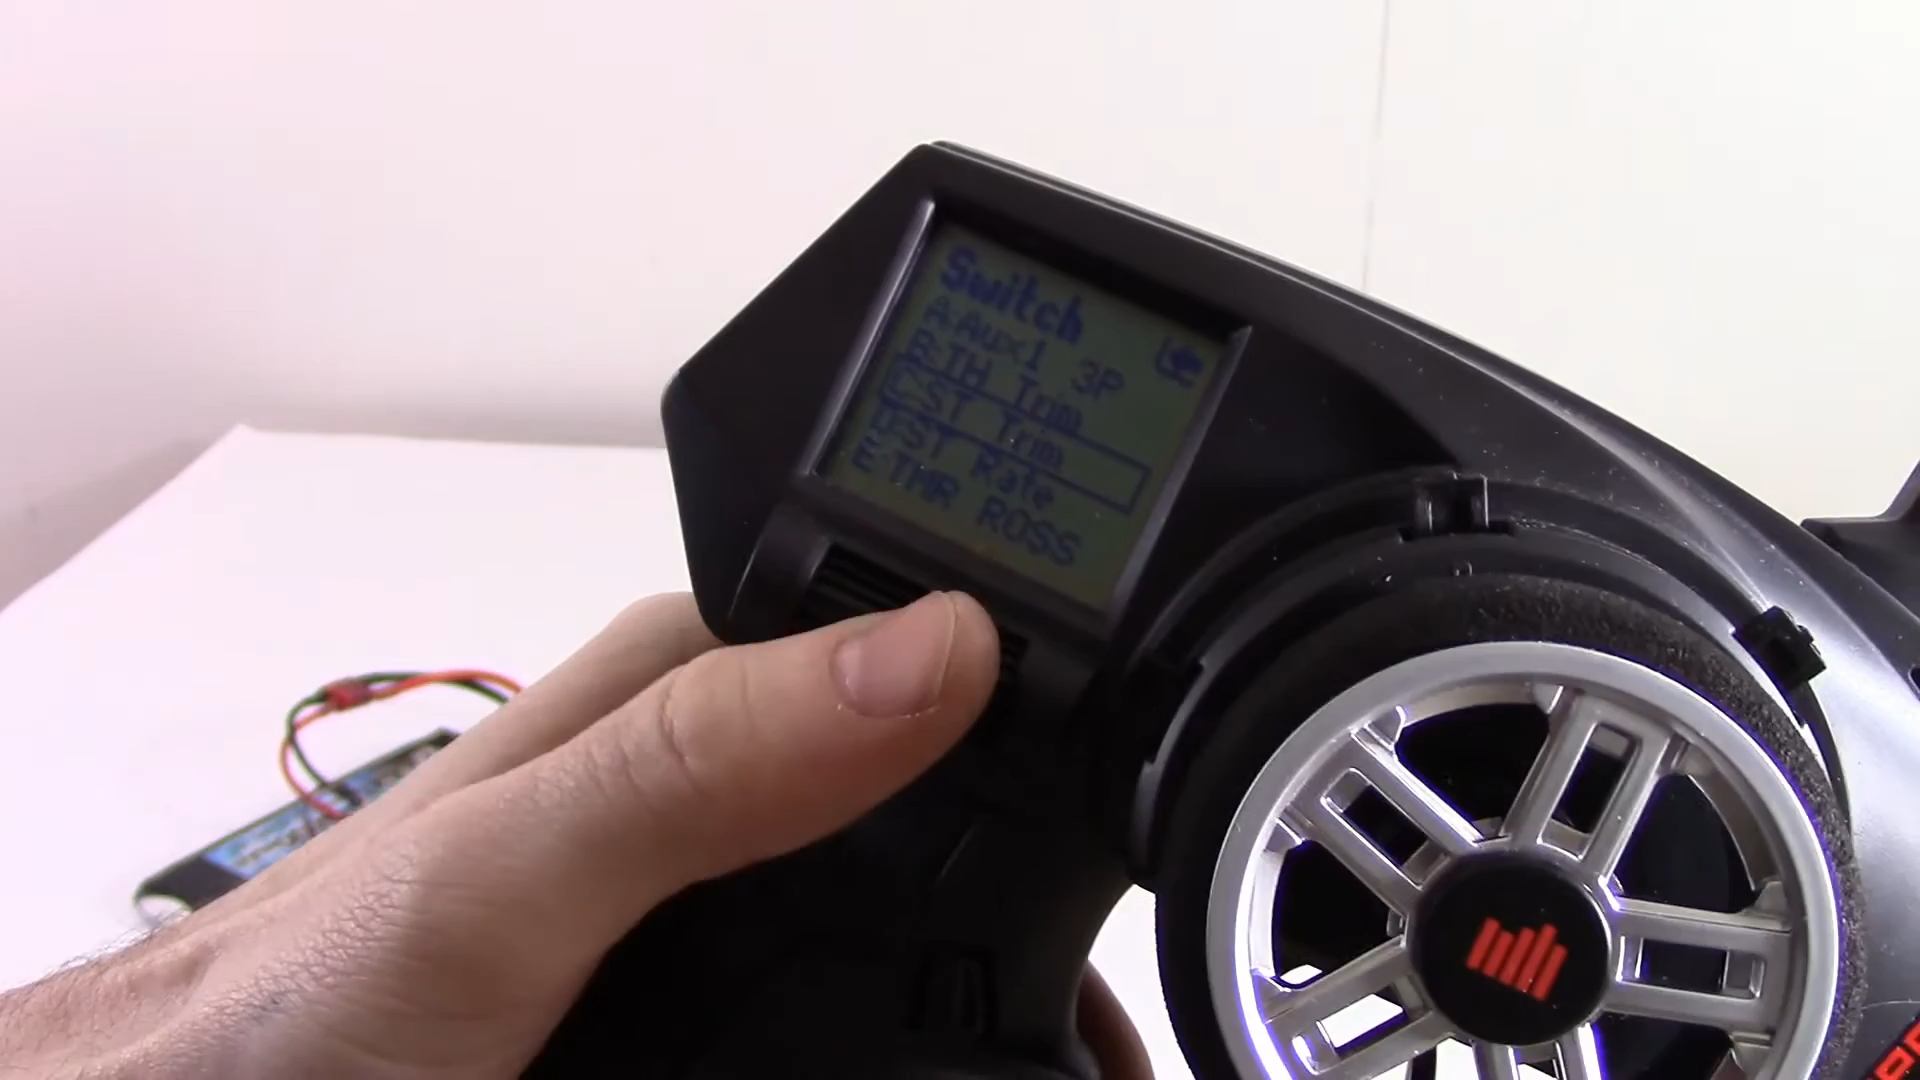 Switch
A:Aux1 3P
B:TH Trim
C:ST Trim
D:ST Rate
E:TMR ROSS